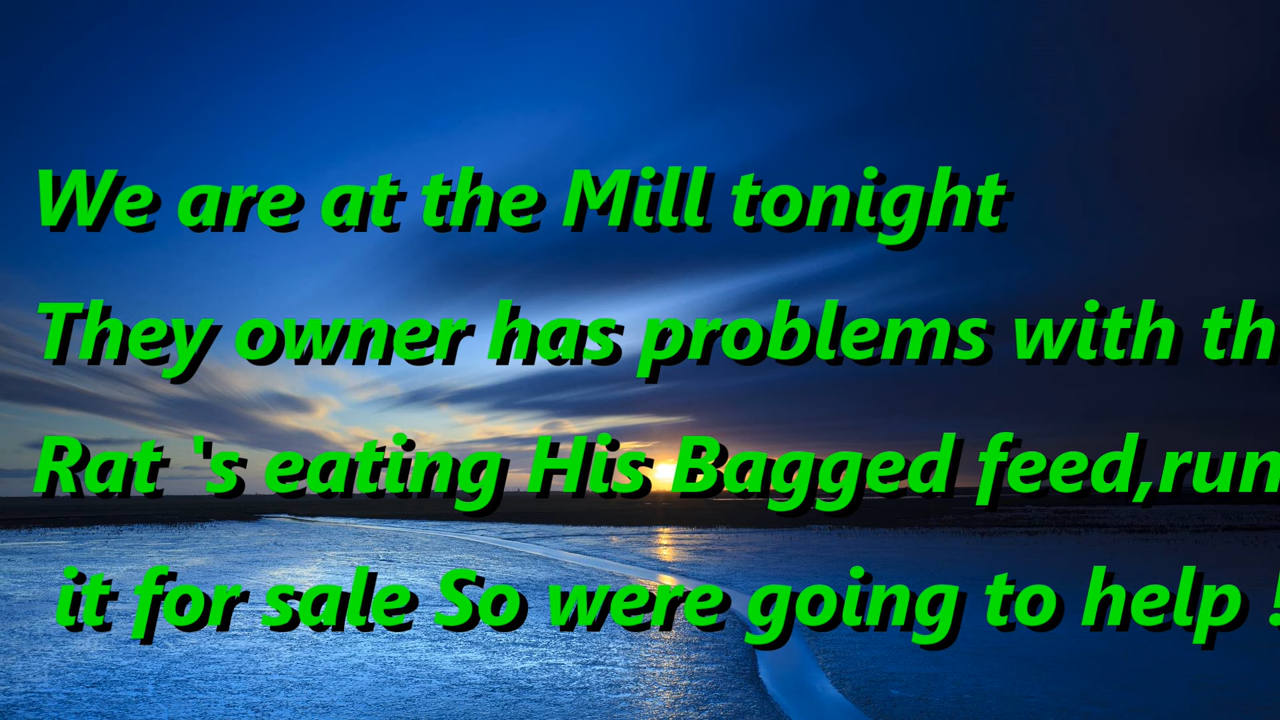 We are at the Mill tonight
They owner has problems with th
Rat 's eating His Bagged feed,run
it for sale So were going to help !